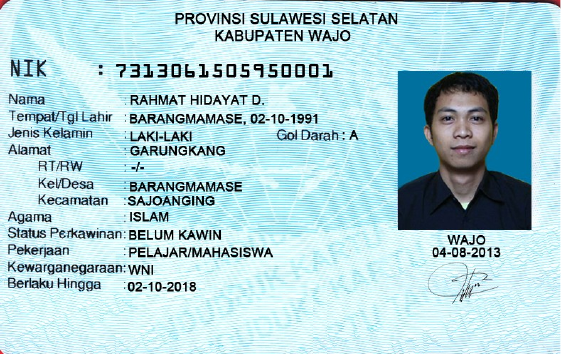 PROVINSI SULAWESI SELATAN
KABUPATEN WAJO
NIK : 7313061505950001
Nama : RAHMAT HIDAYAT D.
Tempat/Tgl Lahir : BARANGMAMASE, 02-10-1991
Jenis Kelamin : LAKI-LAKI Gol Darah : A
Alamat : GARUNGKANG
RT/RW : -/-
Kel/Desa : BARANGMAMASE
Kecamatan : SAJOANGING
Agama : ISLAM
Status Perkawinan: BELUM KAWIN
Pekerjaan : PELAJAR/MAHASISWA
Kewarganegaraan: WNI
Berlaku Hingga : 02-10-2018
WAJO
04-08-2013